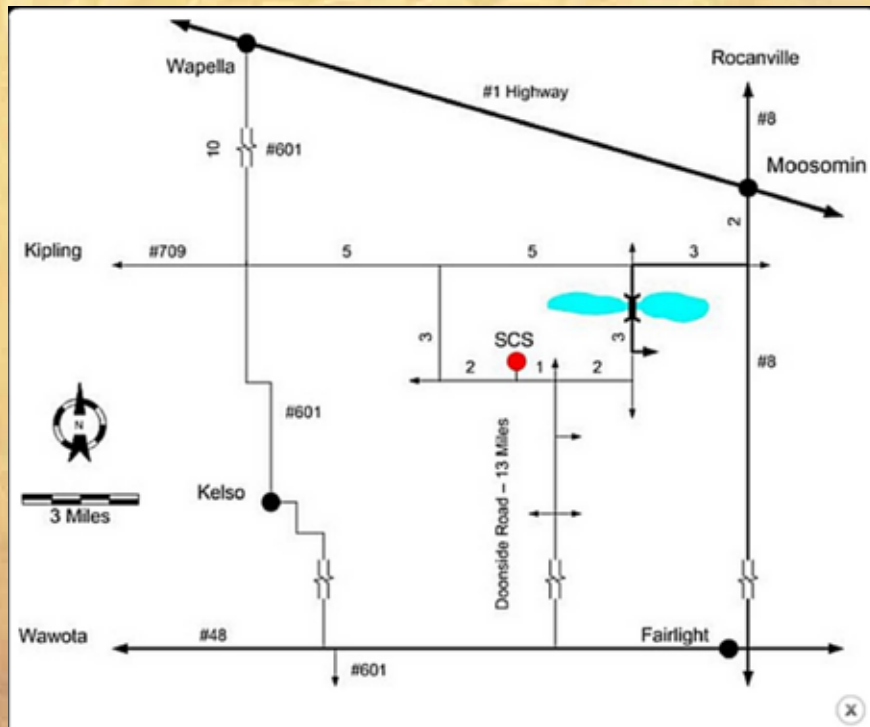 Wapella
Rocanville
#1 Highway
#8
Moosomin
10
#601
2
Kipling
#709
5
5
3
SCS
3
3
2
1
2
#8
#601
N
3 Miles
Kelso
Doonside Road – 13 Miles
Wawota
#48
Fairlight
#601
x